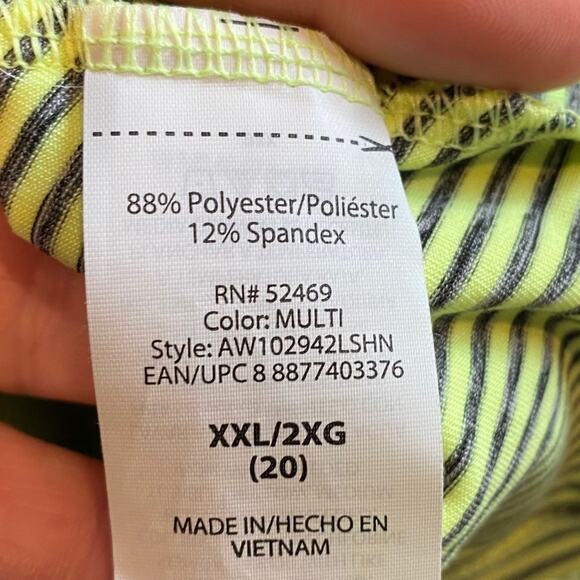 88% Polyester/Poliéster
12% Spandex
RN# 52469
Color: MULTI
Style: AW102942LSHN
EAN/UPC 8 8877403376
XXL/2XG
(20)
MADE IN/HECHO EN
VIETNAM